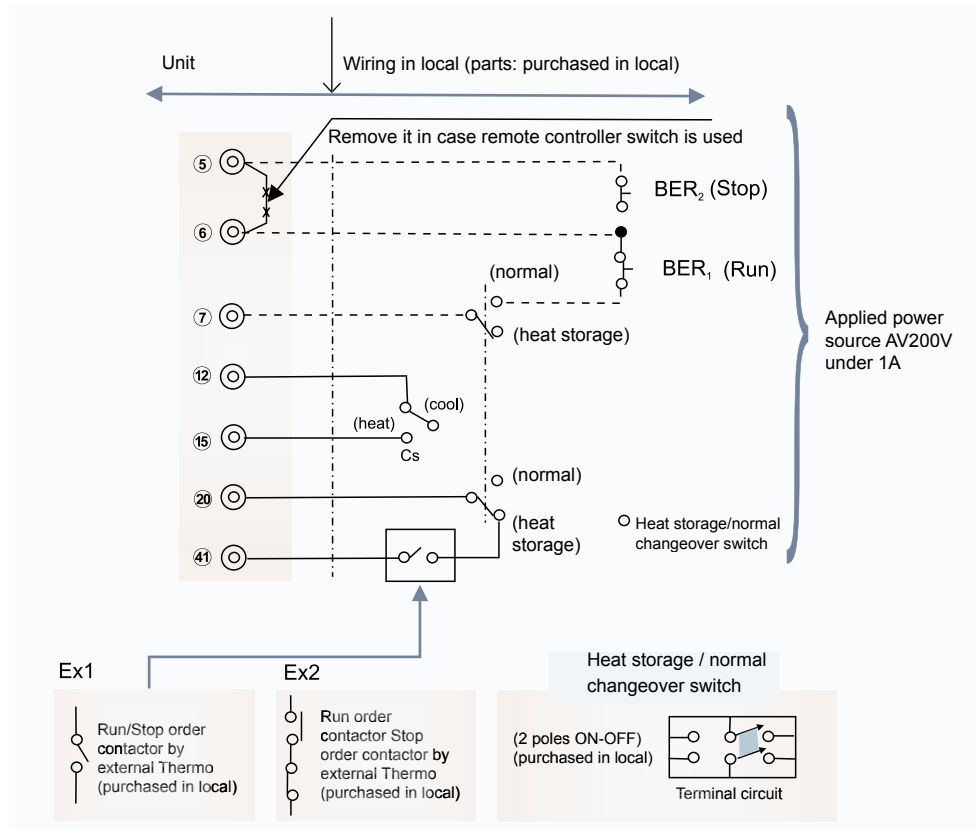 Unit
Wiring in local (parts: purchased in local)
Remove it in case remote controller switch is used
5
BER2 (Stop)
6
BER1 (Run)
(normal)
7
(heat storage)
Applied power
source AV200V
under 1A
12
(cool)
(heat)
15
Cs
(normal)
20
(heat
storage)
Heat storage/normal
changeover switch
41
Ex1
Run/Stop order
contactor by
external Thermo
(purchased in local)
Ex2
Run order
contactor Stop
order contactor by
external Thermo
(purchased in local)
Heat storage / normal
changeover switch
(2 poles ON-OFF)
(purchased in local)
Terminal circuit